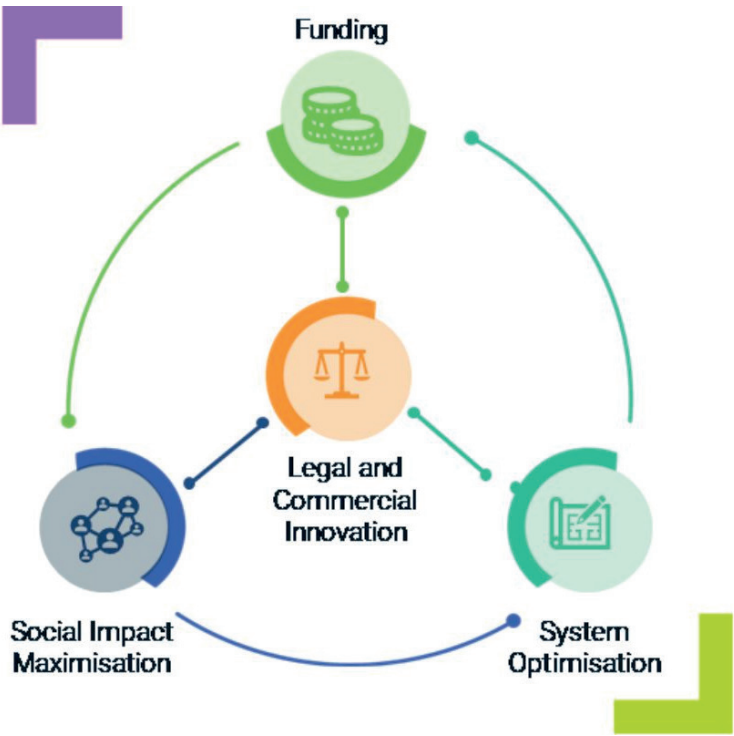 Funding
Legal and
Commercial
Innovation
Social Impact
Maximisation
System
Optimisation